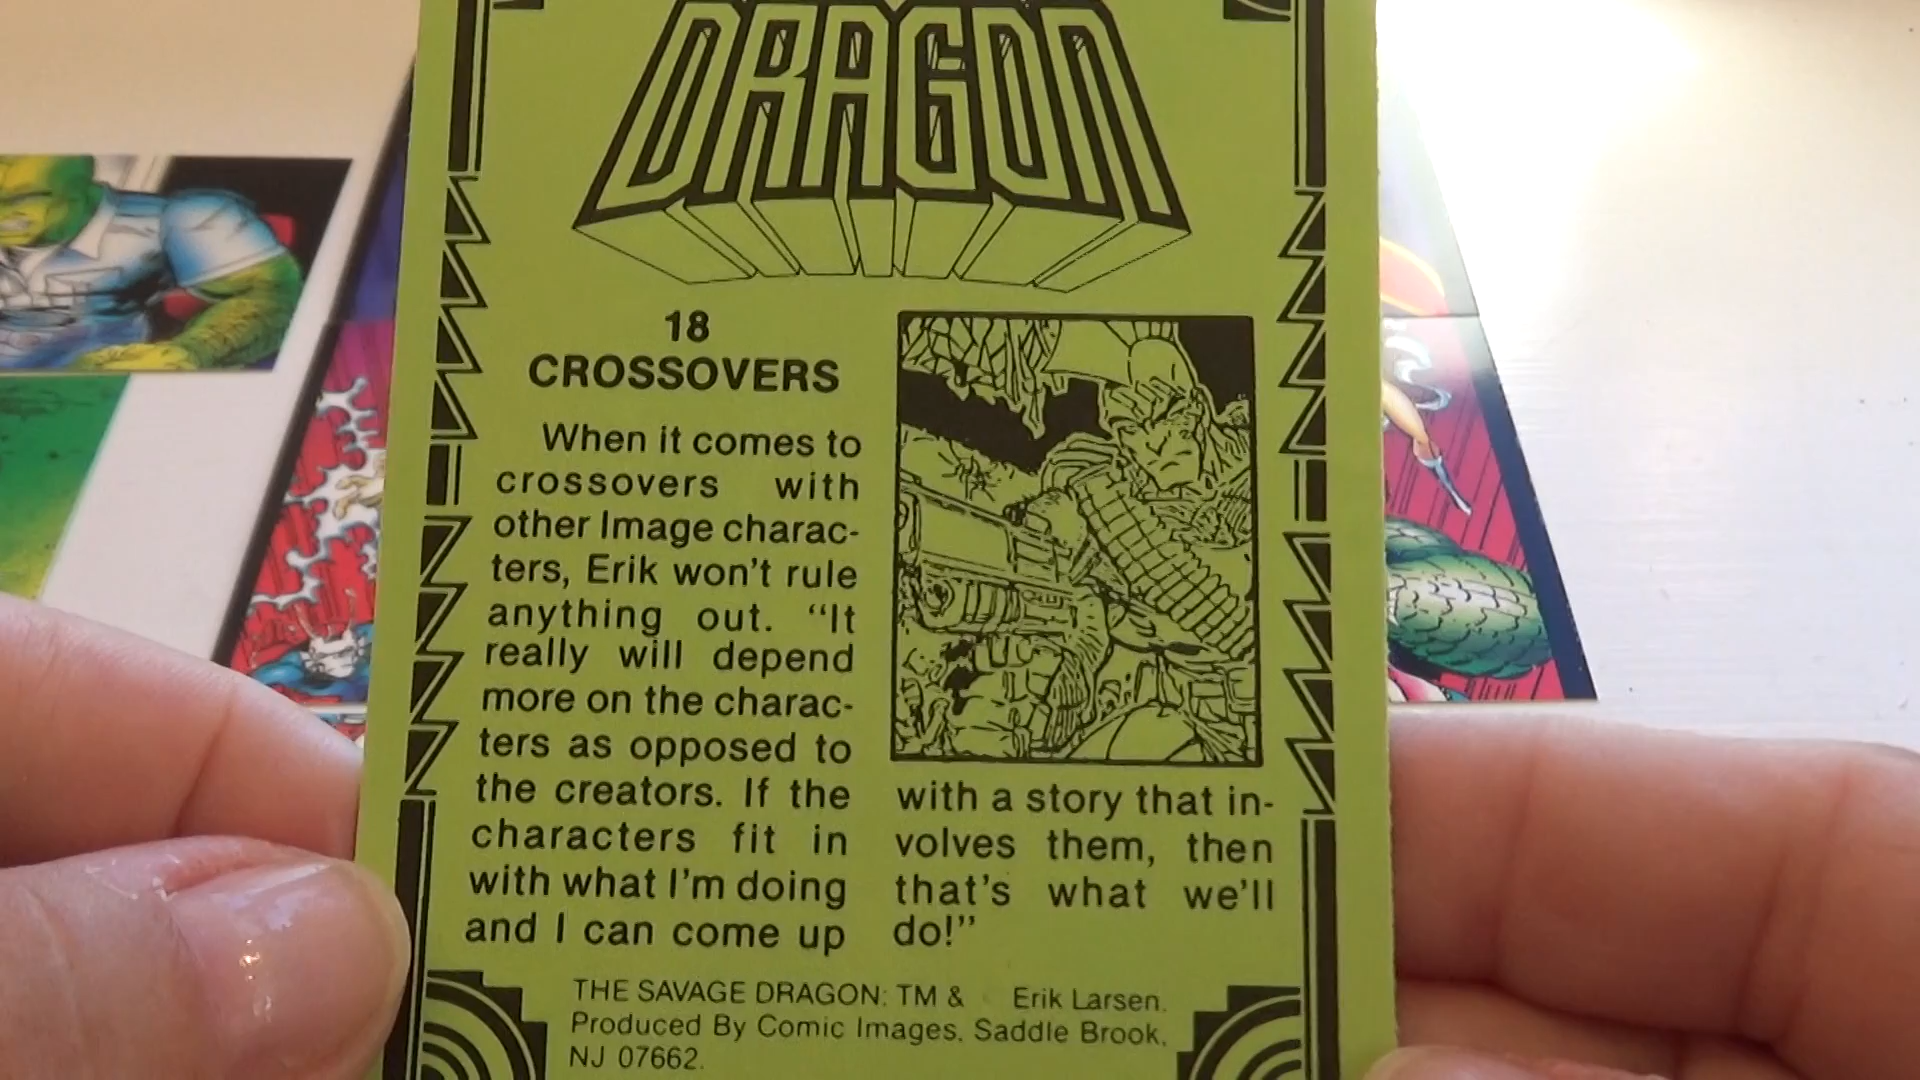 DRAGON
18
CROSSOVERS
When it comes to
crossovers with
other Image charac-
ters, Erik won't rule
anything out. "It
really will depend
more on the charac-
ters as opposed to
the creators. If the
characters fit in
with what I'm doing
and I can come up
with a story that in-
volves them, then
that's what we'll
do!"
THE SAVAGE DRAGON: TM & Erik Larsen.
Produced By Comic Images, Saddle Brook,
NJ 07662.